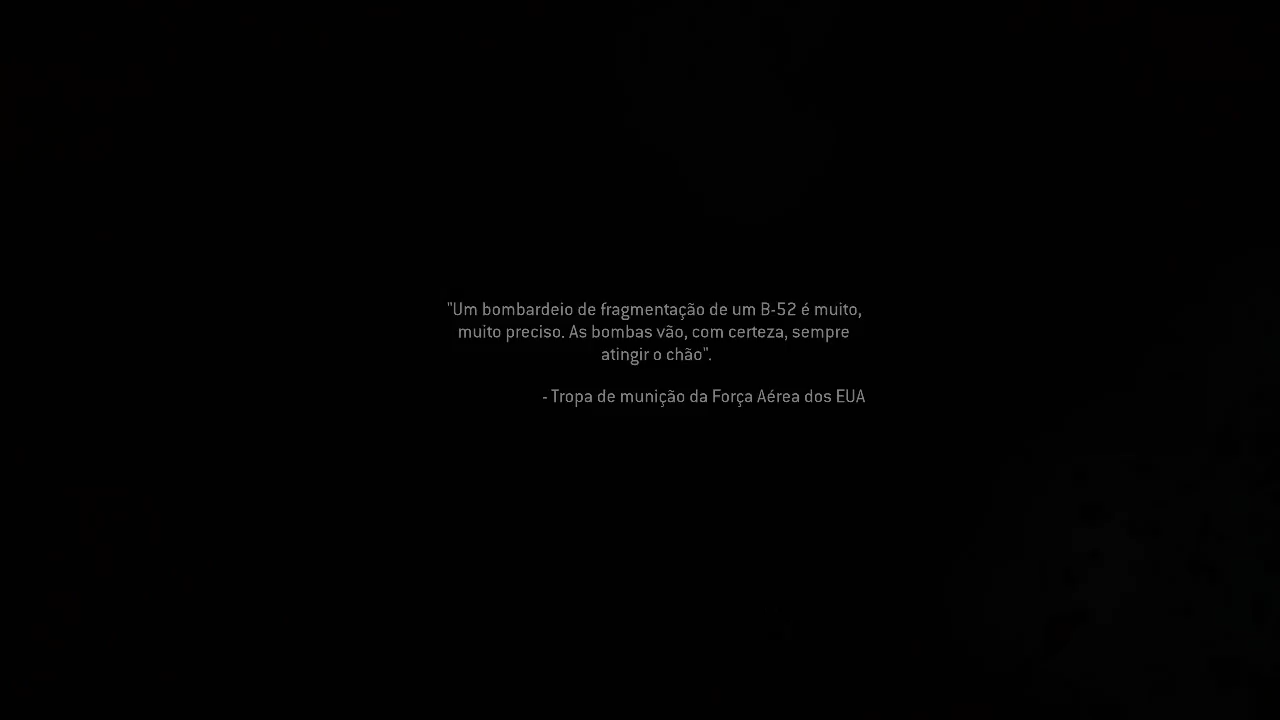 "Um bombardeio de fragmentação de um B-52 é muito,
muito preciso. As bombas vão, com certeza, sempre
atingir o chão".
- Tropa de munição da Força Aérea dos EUA